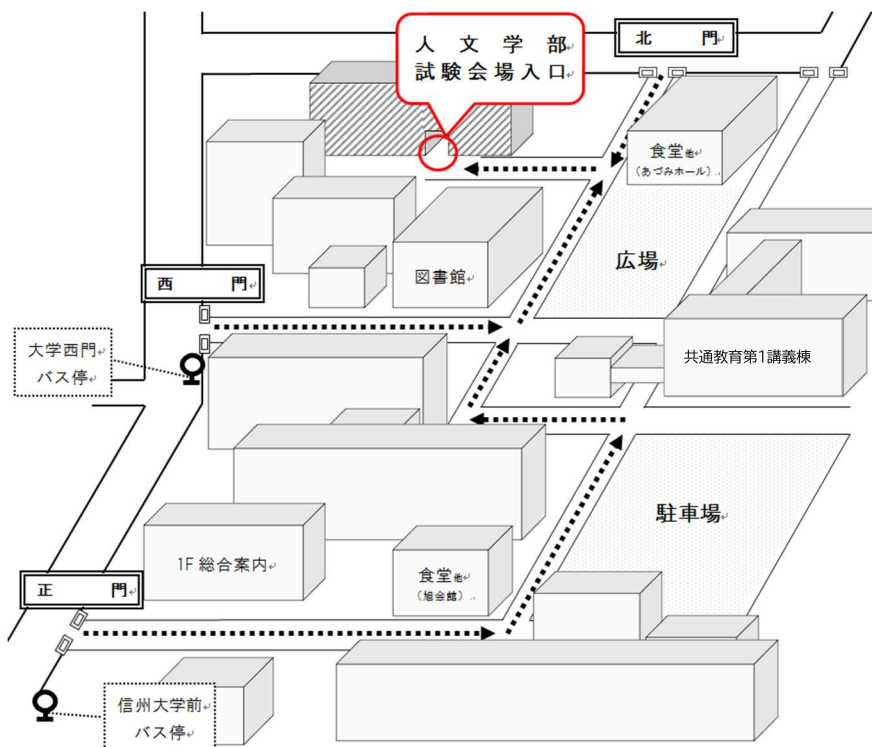 人文学部
試験会場入口
北門
食堂他
（あづみホール）
広場
図書館
西門
大学西門
バス停
共通教育第1講義棟
駐車場
1F 総合案内
食堂他
（旭会館）
正門
信州大学前
バス停